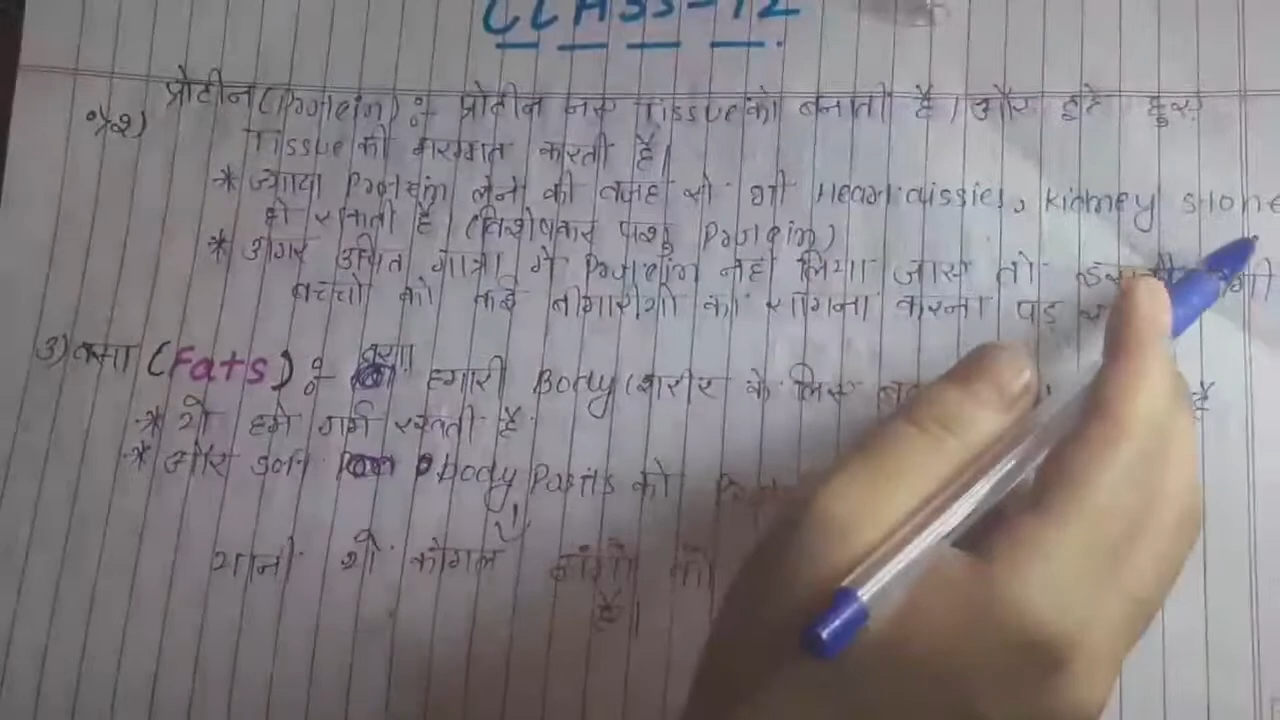 CLASS-12
प्रोटीन (Protein) : प्रोटीन नए Tissue को बनाती है। और टूटे हुए
2)
Tissue की मरम्मत करती है।
* ज्यादा Protein लेने की वजह से भी Heart dissies, kidney stone
हो सकती है (विशेषकर पशु Protein)
* अगर उचित मात्रा में Protein नहीं लिया जाए तो
बच्चो को कई बीमारीयो का सामना करना पड़
3) वसा (Fats) : वसा हमारी Body (शरीर के लिए है
* ये हमे गर्म रखती है
* और soft body Parts को
यानी ये कोमल अंगों को
है।